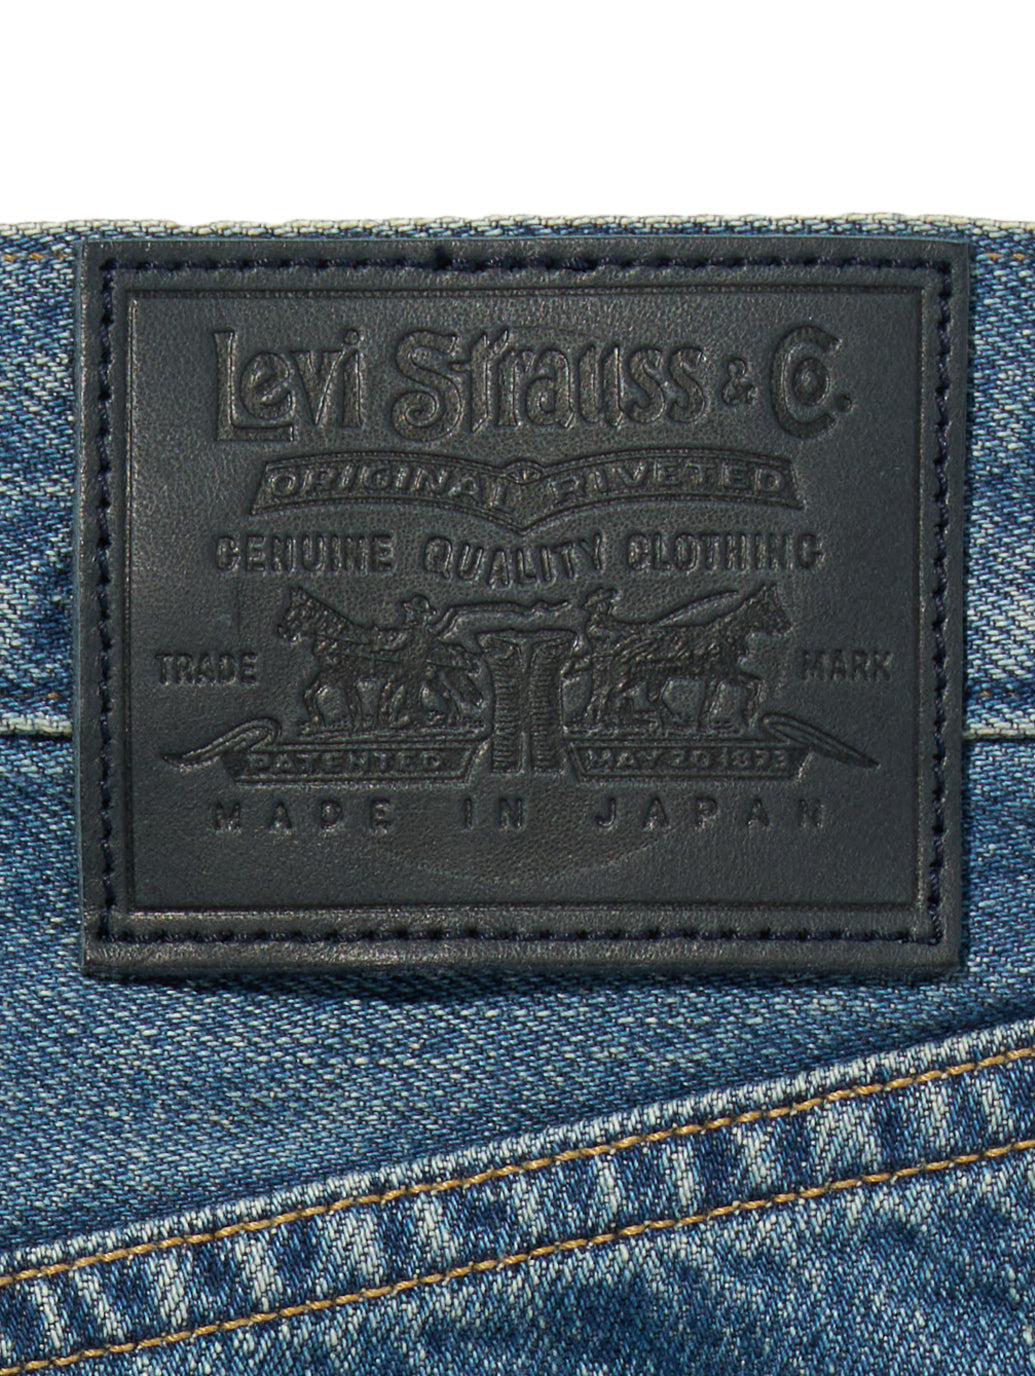 Levi Strauss & Co.
ORIGINAL RIVETED
GENUINE QUALITY CLOTHING
TRADE MARK
PATENTED MAY 20 1873
MADE IN JAPAN